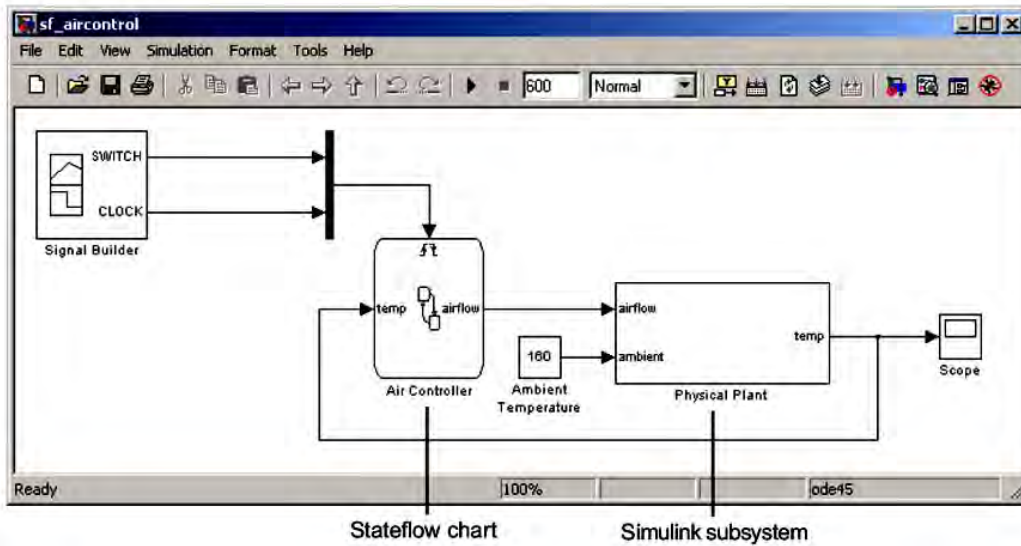 sf_aircontrol
File Edit View Simulation Format Tools Help
600 Normal
SWITCH
CLOCK
Signal Builder
temp airflow
Air Controller
160
Ambient
Temperature
airflow
ambient
temp
Physical Plant
Scope
Ready 100% ode45
Stateflow chart Simulink subsystem